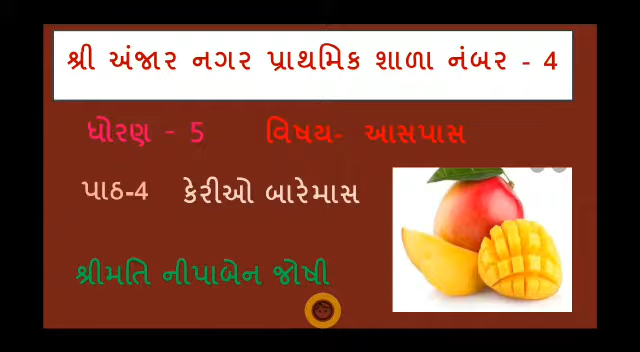 શ્રી અંજાર નગર પ્રાથમિક શાળા નંબર - 4
ધોરણ - 5 વિષય- આસપાસ
પાઠ-4 કેરીઓ બારેમાસ
શ્રીમતિ નીપાબેન જોષી